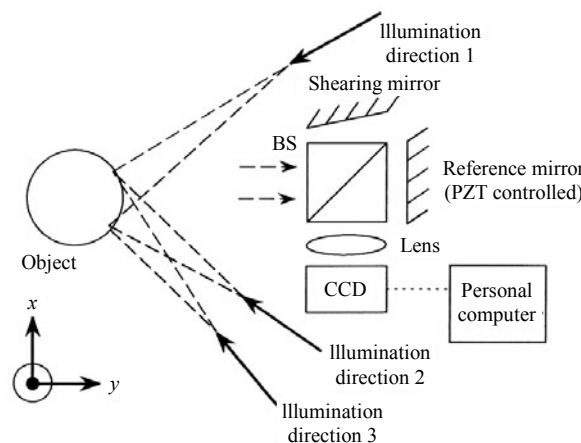 Illumination
direction 1
Shearing mirror
BS
Reference mirror
(PZT controlled)
Lens
Object
CCD
Personal
computer
x
y
Illumination
direction 2
Illumination
direction 3